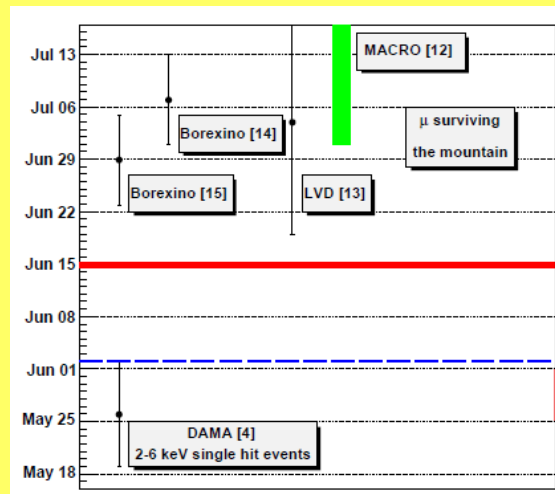 Jul 13
MACRO [12]
Jul 06
μ surviving
the mountain
Borexino [14]
Jun 29
Borexino [15]
LVD [13]
Jun 22
Jun 15
Jun 08
Jun 01
May 25
DAMA [4]
2-6 keV single hit events
May 18